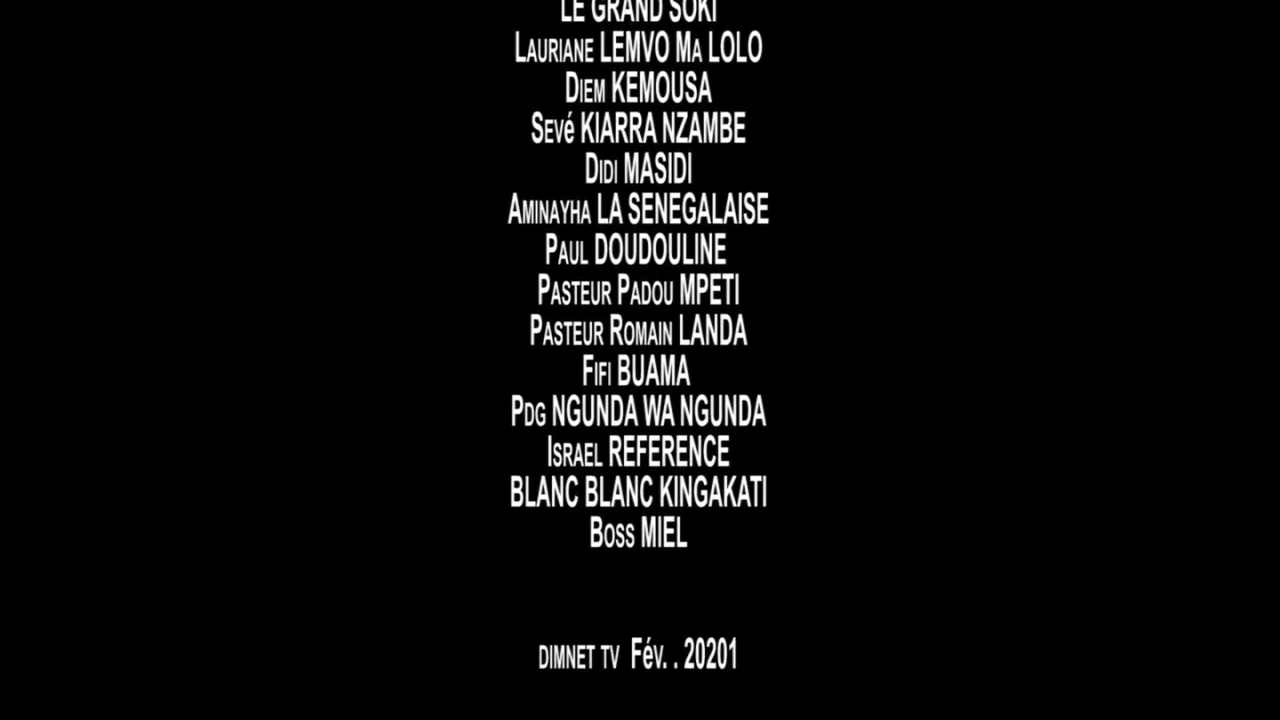 LE GRAND SOKI
Lauriane LEMVO Ma LOLO
Diem KEMOUSA
Sevé KIARRA NZAMBE
Didi MASIDI
Aminayha LA SENEGALAISE
Paul DOUDOULINE
Pasteur Padou MPETI
Pasteur Romain LANDA
Fifi BUAMA
Pdg NGUNDA WA NGUNDA
Israel REFERENCE
BLANC BLANC KINGAKATI
Boss MIEL
DIMNET TV Fév. . 20201